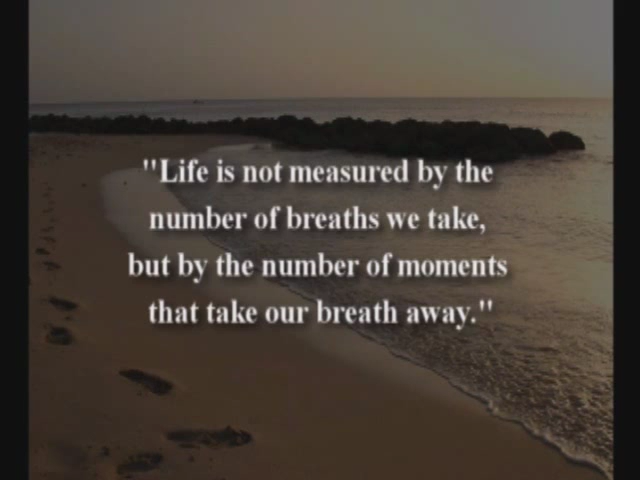 "Life is not measured by the
number of breaths we take,
but by the number of moments
that take our breath away."